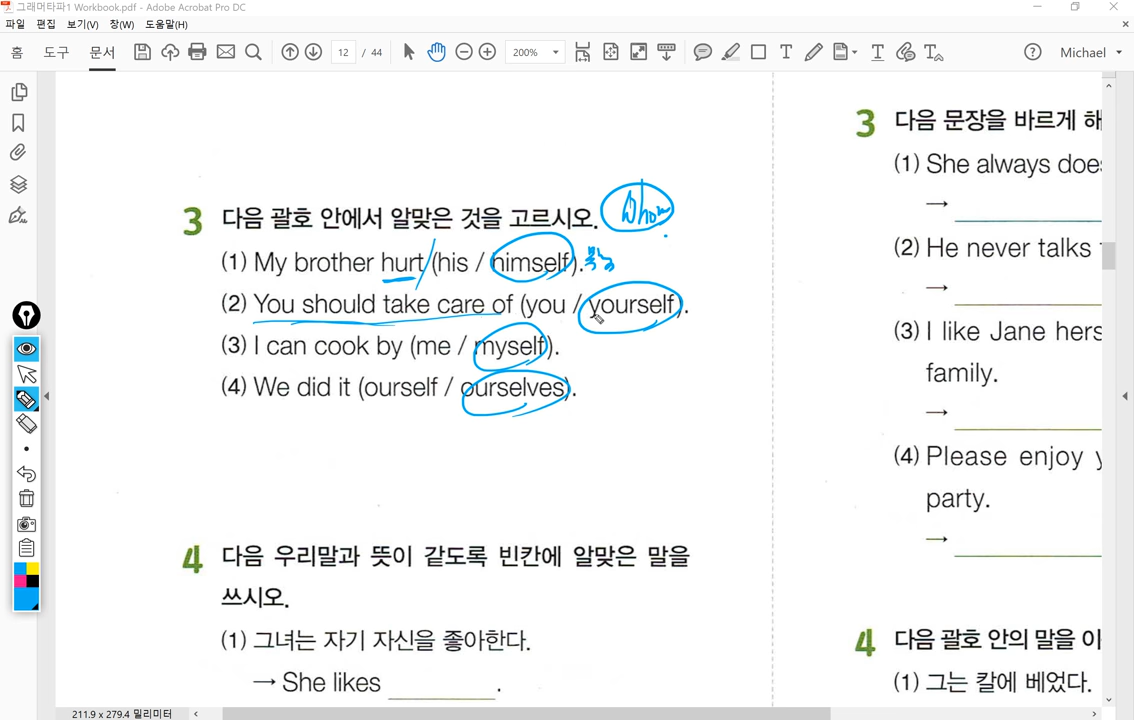 그래머타파1 Workbook.pdf - Adobe Acrobat Pro DC
파일 편집 보기(V) 창(W) 도움말(H)
홈 도구 문서 12 / 44 200% Michael
3 다음 괄호 안에서 알맞은 것을 고르시오.
(1) My brother hurt (his / himself).
(2) You should take care of (you / yourself).
(3) I can cook by (me / myself).
(4) We did it (ourself / ourselves).
4 다음 우리말과 뜻이 같도록 빈칸에 알맞은 말을
쓰시오.
(1) 그녀는 자기 자신을 좋아한다.
→ She likes ________.
3 다음 문장을 바르게 해
(1) She always does
→
(2) He never talks
→
(3) I like Jane hers
family.
→
(4) Please enjoy y
party.
→
4 다음 괄호 안의 말을 이
(1) 그는 칼에 베었다.
211.9 x 279.4 밀리미터